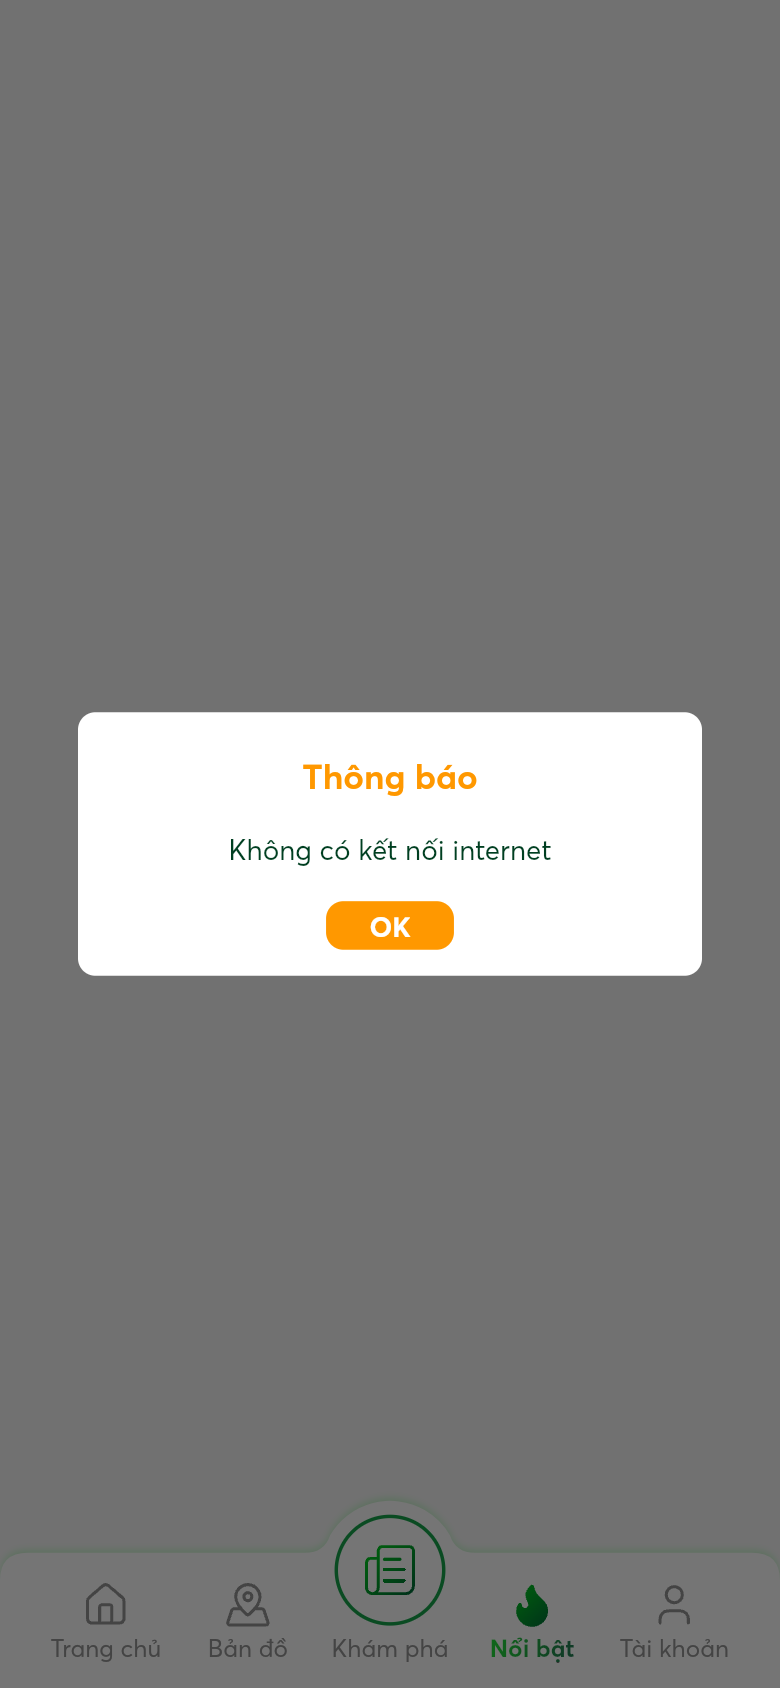 Thông báo
Không có kết nối internet
OK
Trang chủ
Bản đồ
Khám phá
Nổi bật
Tài khoản